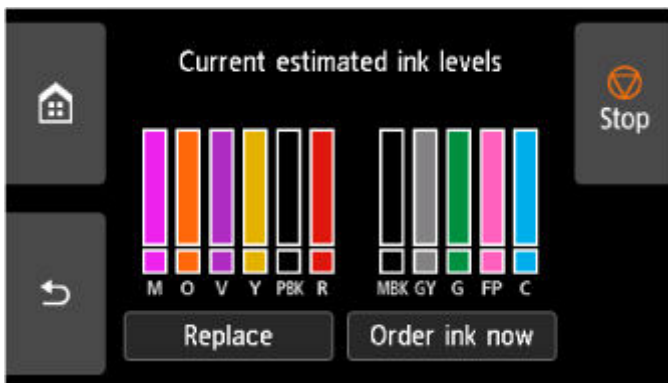 Current estimated ink levels
Stop
M O V Y PBK R MBK GY G FP C
Replace Order ink now